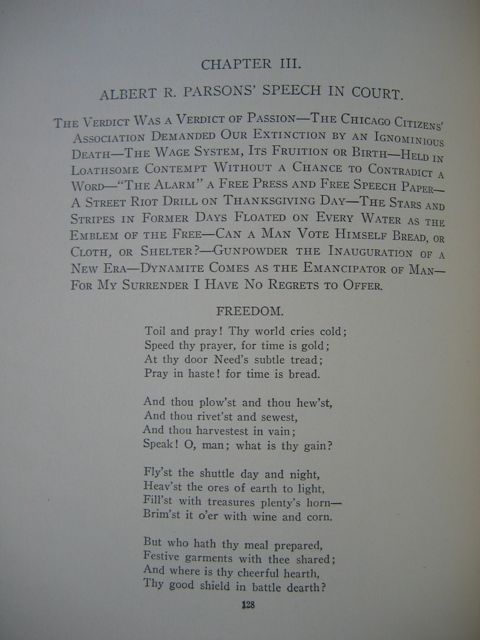 CHAPTER III.
ALBERT R. PARSONS' SPEECH IN COURT.
THE VERDICT WAS A VERDICT OF PASSION—THE CHICAGO CITIZENS'
ASSOCIATION DEMANDED OUR EXTINCTION BY AN IGNOMINIOUS
DEATH—THE WAGE SYSTEM, ITS FRUITION OR BIRTH—HELD IN
LOATHSOME CONTEMPT WITHOUT A CHANCE TO CONTRADICT A
WORD—"THE ALARM" A FREE PRESS AND FREE SPEECH PAPER—
A STREET RIOT DRILL ON THANKSGIVING DAY—THE STARS AND
STRIPES IN FORMER DAYS FLOATED ON EVERY WATER AS THE
EMBLEM OF THE FREE—CAN A MAN VOTE HIMSELF BREAD, OR
CLOTH, OR SHELTER?—GUNPOWDER THE INAUGURATION OF A
NEW ERA—DYNAMITE COMES AS THE EMANCIPATOR OF MAN—
FOR MY SURRENDER I HAVE NO REGRETS TO OFFER.
FREEDOM.
Toil and pray! Thy world cries cold;
Speed thy prayer, for time is gold;
At thy door Need's subtle tread;
Pray in haste! for time is bread.
And thou plow'st and thou hew'st,
And thou rivet'st and sewest,
And thou harvestest in vain;
Speak! O, man; what is thy gain?
Fly'st the shuttle day and night,
Heav'st the ores of earth to light,
Fill'st with treasures plenty's horn—
Brim'st it o'er with wine and corn.
But who hath thy meal prepared,
Festive garments with thee shared;
And where is thy cheerful hearth,
Thy good shield in battle dearth?
128